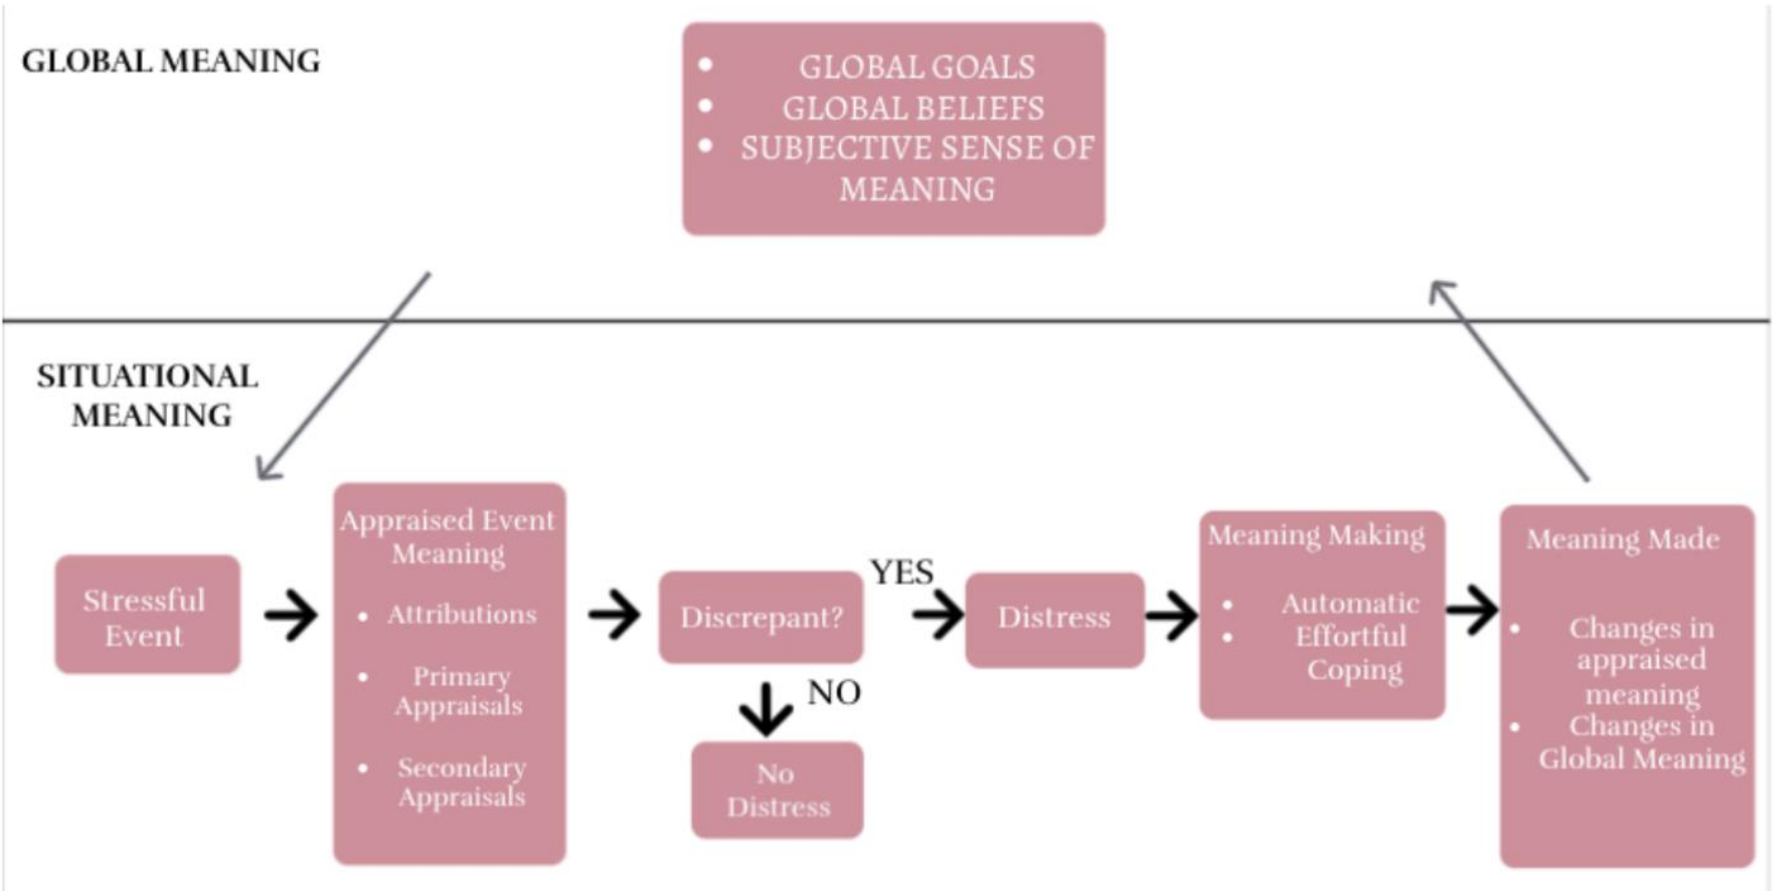 GLOBAL MEANING
• GLOBAL GOALS
• GLOBAL BELIEFS
• SUBJECTIVE SENSE OF
MEANING
SITUATIONAL
MEANING
Stressful
Event
Appraised Event
Meaning
• Attributions
• Primary
Appraisals
• Secondary
Appraisals
Discrepant?
YES
NO
No
Distress
Distress
Meaning Making
• Automatic
• Effortful
Coping
Meaning Made
• Changes in
appraised
meaning
• Changes in
Global Meaning